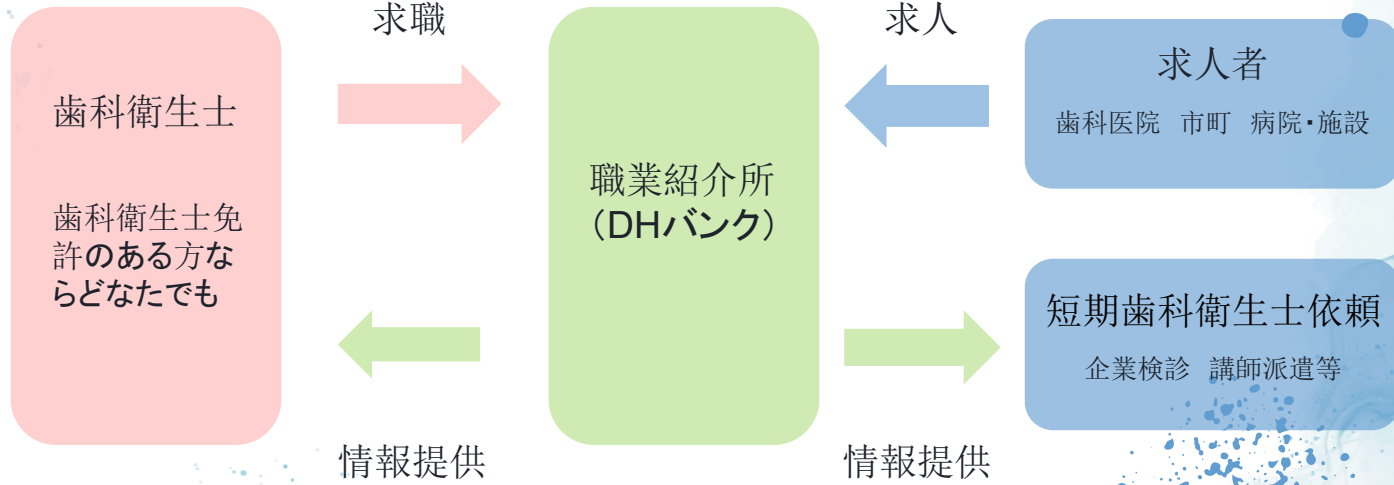 求職
求人
歯科衛生士
歯科衛生士免
許のある方な
らどなたでも
職業紹介所
（DHバンク）
求人者
歯科医院　市町　病院・施設
短期歯科衛生士依頼
企業検診　講師派遣等
情報提供
情報提供